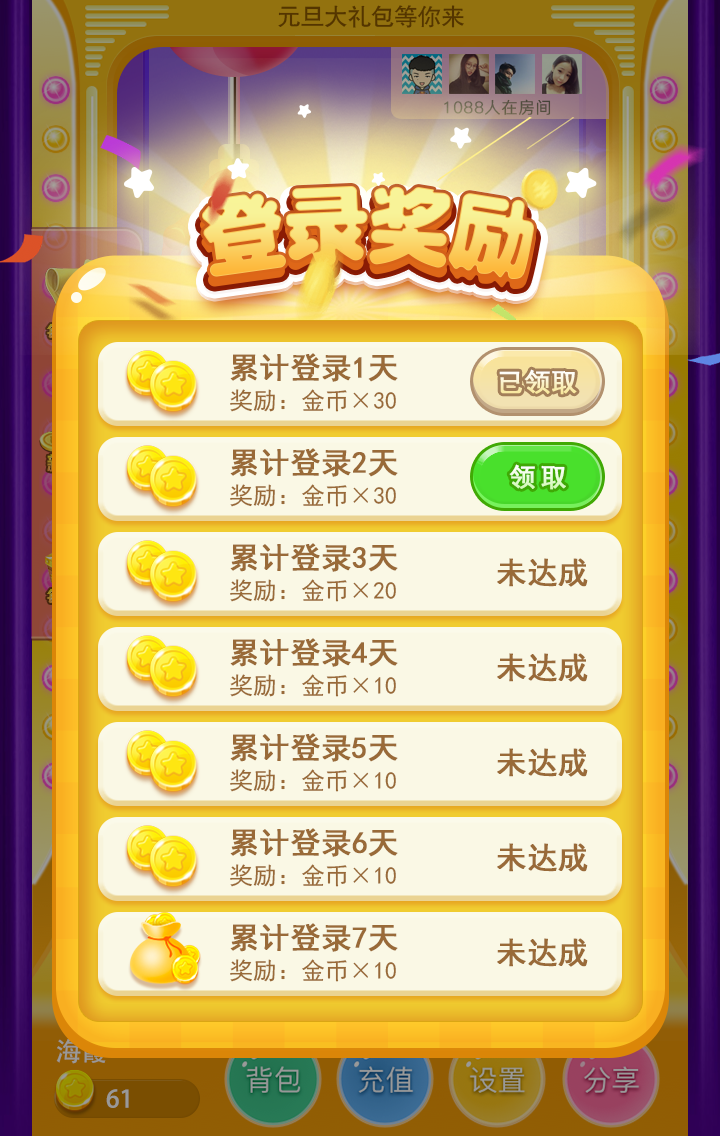 元旦大礼包等你来
1088人在房间
登录奖励
累计登录1天
奖励：金币×30
已领取
累计登录2天
奖励：金币×30
领取
累计登录3天
奖励：金币×20
未达成
累计登录4天
奖励：金币×10
未达成
累计登录5天
奖励：金币×10
未达成
累计登录6天
奖励：金币×10
未达成
累计登录7天
奖励：金币×10
未达成
海霞
61
背包
充值
设置
分享